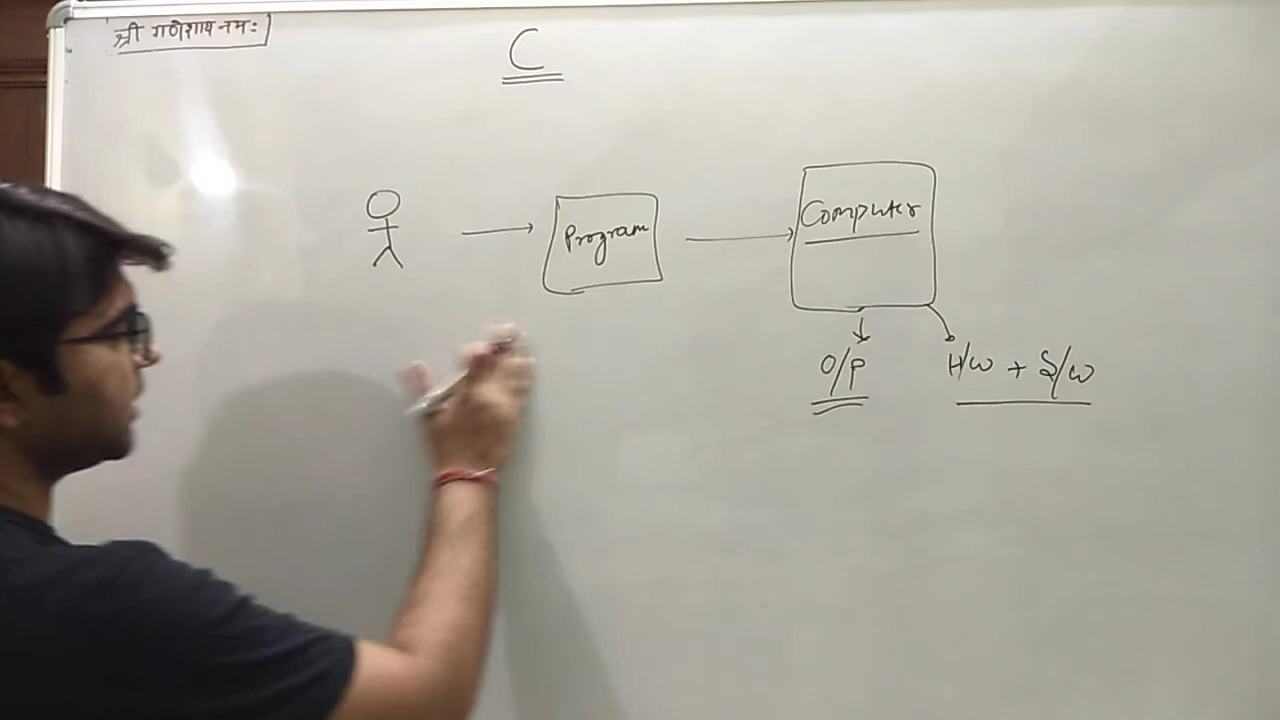 श्री गणेशाय नमः
C
Program
Computer
O/P
H/W + S/W